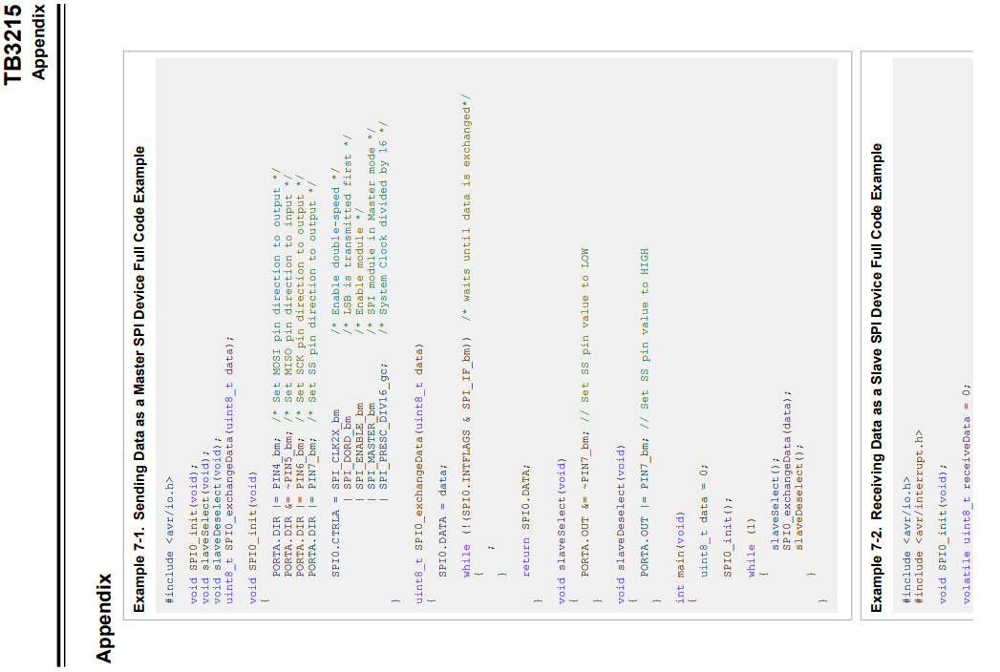 TB3215
Appendix
Appendix
Example 7-1. Sending Data as a Master SPI Device Full Code Example
#include <avr/io.h>
void SPI0_init(void);
void slaveSelect(void);
void slaveDeselect(void);
uint8_t SPI0_exchangeData(uint8_t data);
void SPI0_init(void)
{
PORTA.DIR |= PIN4_bm; /* Set MOSI pin direction to output */
PORTA.DIR &= ~PIN5_bm; /* Set MISO pin direction to input */
PORTA.DIR |= PIN6_bm; /* Set SCK pin direction to output */
PORTA.DIR |= PIN7_bm; /* Set SS pin direction to output */
SPI0.CTRLA = SPI_CLK2X_bm /* Enable double-speed */
| SPI_DORD_bm /* LSB is transmitted first */
| SPI_ENABLE_bm /* Enable module */
| SPI_MASTER_bm /* SPI module in Master mode */
| SPI_PRESC_DIV16_gc; /* System Clock divided by 16 */
}
uint8_t SPI0_exchangeData(uint8_t data)
{
SPI0.DATA = data;
while (!(SPI0.INTFLAGS & SPI_IF_bm)) /* waits until data is exchanged*/
{
;
}
return SPI0.DATA;
}
void slaveSelect(void)
{
PORTA.OUT &= ~PIN7_bm; // Set SS pin value to LOW
}
void slaveDeselect(void)
{
PORTA.OUT |= PIN7_bm; // Set SS pin value to HIGH
}
int main(void)
{
uint8_t data = 0;
SPI0_init();
while (1)
{
slaveSelect();
SPI0_exchangeData(data);
slaveDeselect();
}
}
Example 7-2. Receiving Data as a Slave SPI Device Full Code Example
#include <avr/io.h>
#include <avr/interrupt.h>
void SPI0_init(void);
volatile uint8_t receiveData = 0;